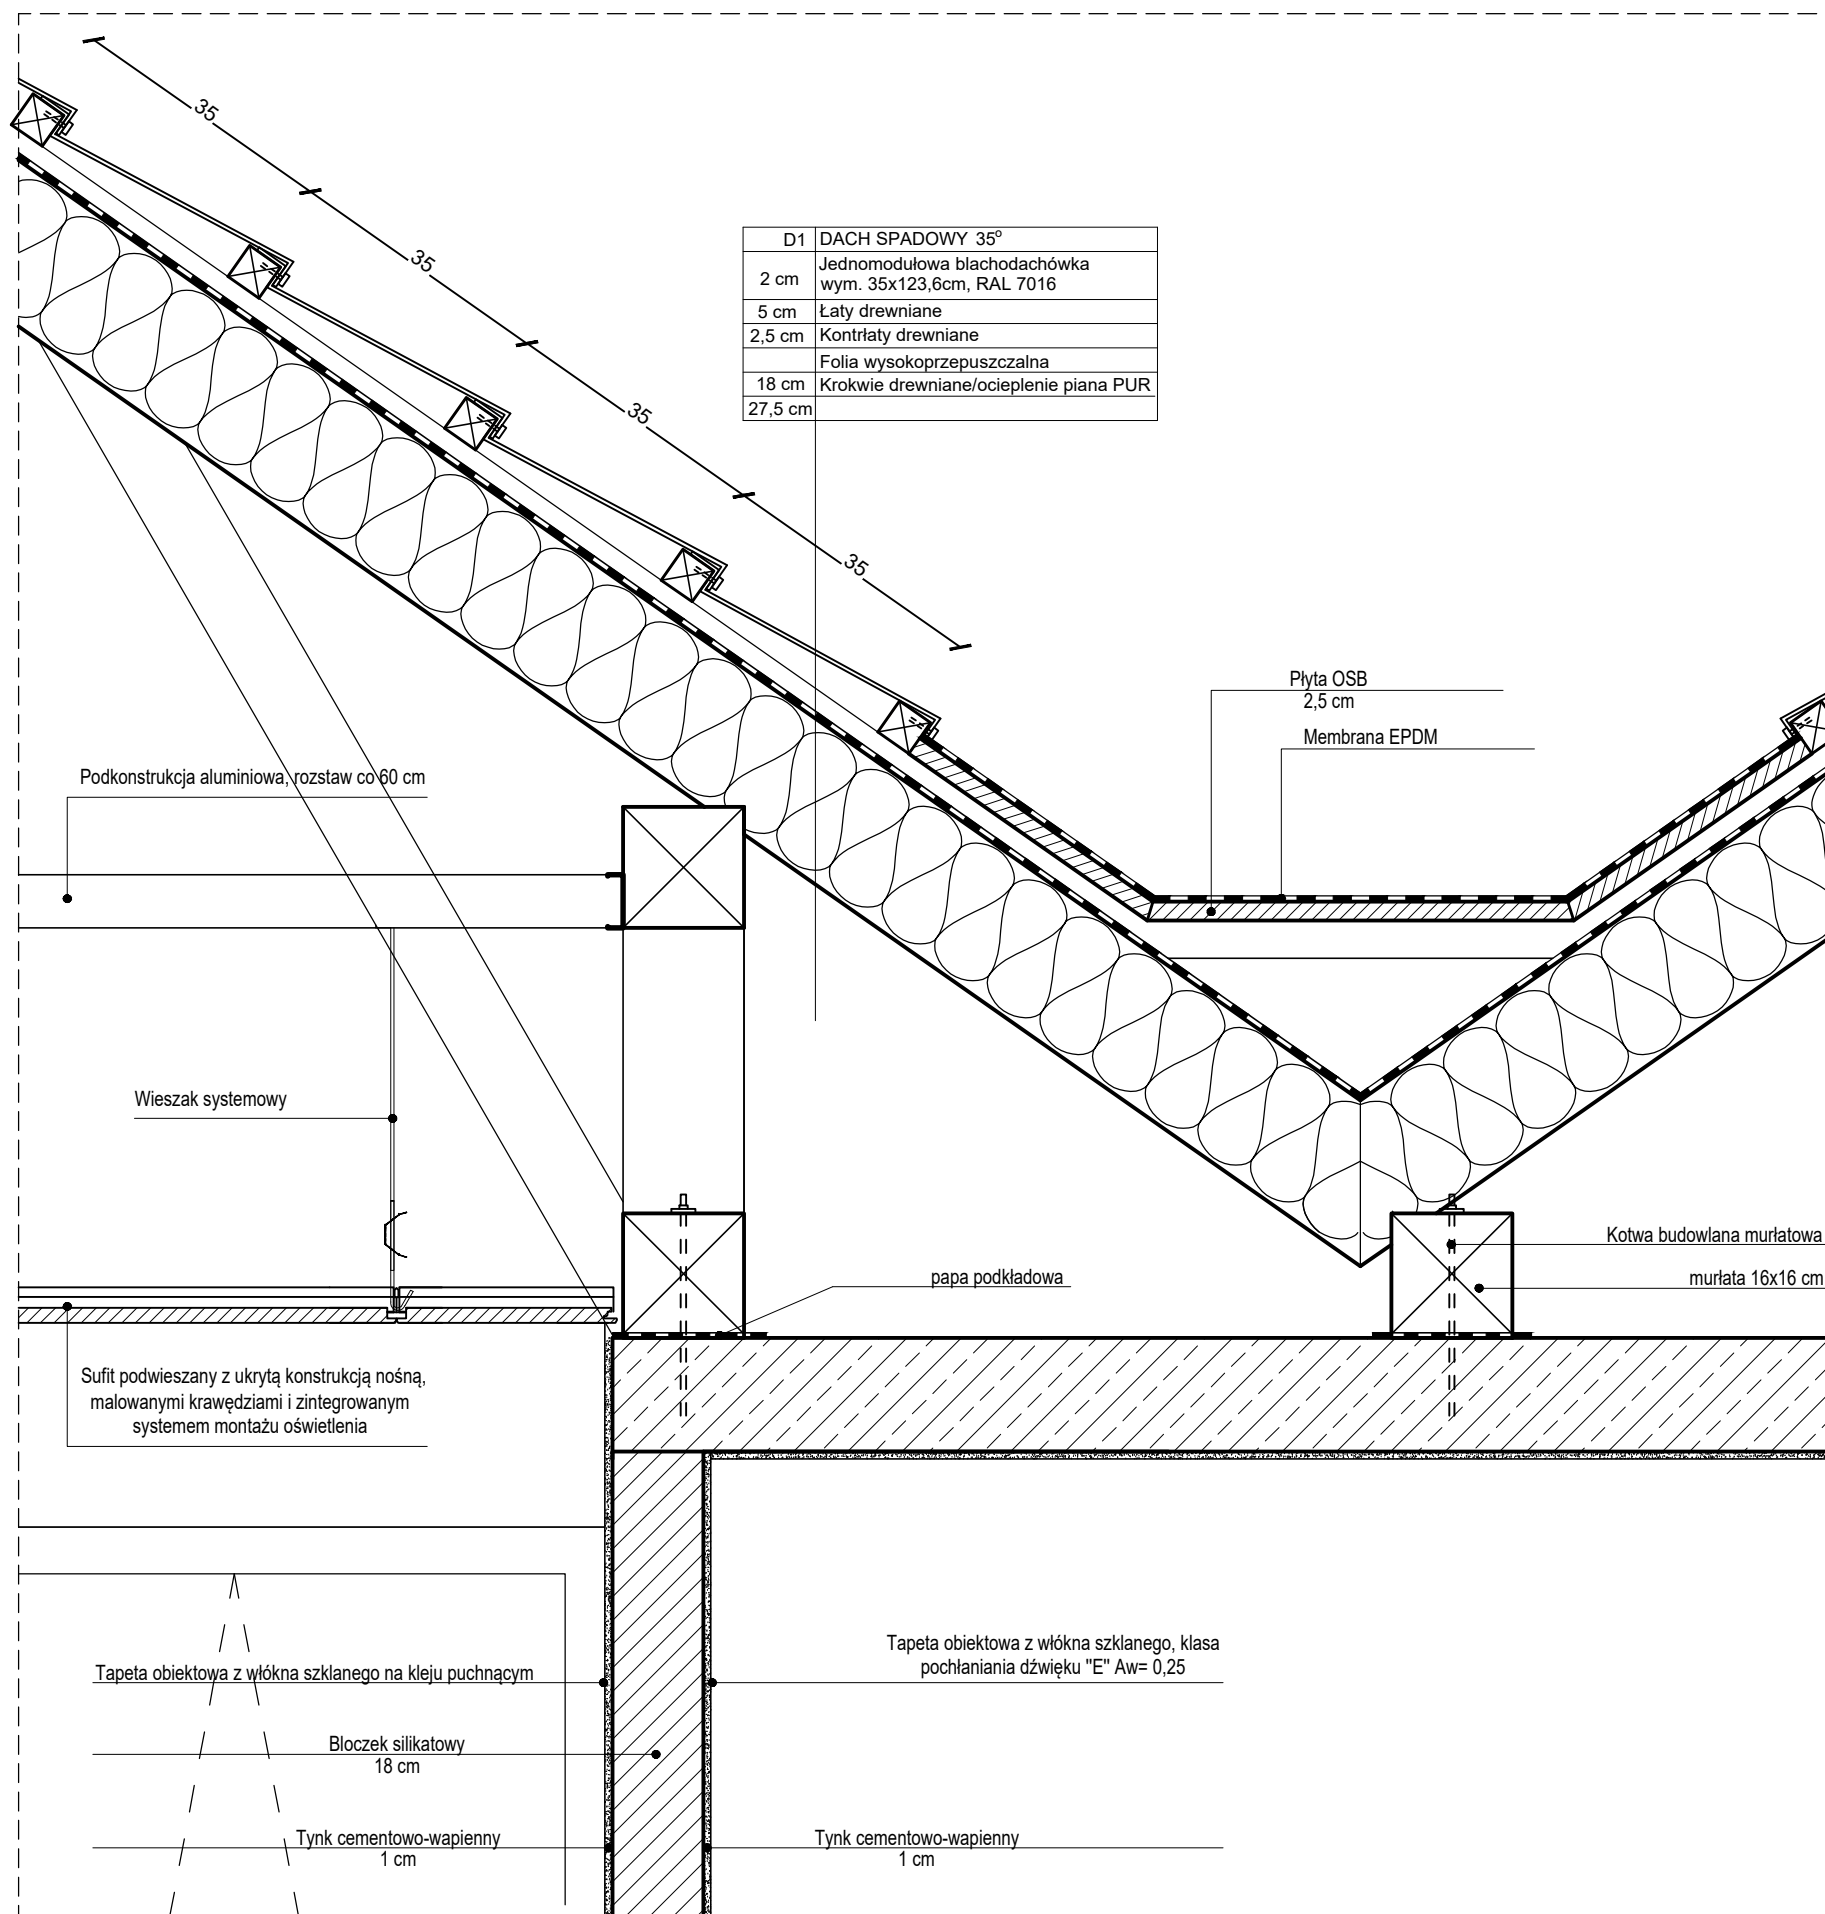 35
35
35
35
D1 DACH SPADOWY 35°
2 cm Jednomodułowa blachodachówka
wym. 35x123,6cm, RAL 7016
5 cm Łaty drewniane
2,5 cm Kontrłaty drewniane
Folia wysokoprzepuszczalna
18 cm Krokwie drewniane/ocieplenie piana PUR
27,5 cm
Płyta OSB
2,5 cm
Membrana EPDM
Podkonstrukcja aluminiowa, rozstaw co 60 cm
Wieszak systemowy
Kotwa budowlana murłatowa
papa podkładowa
murłata 16x16 cm
Sufit podwieszany z ukrytą konstrukcją nośną,
malowanymi krawędziami i zintegrowanym
systemem montażu oświetlenia
Tapeta obiektowa z włókna szklanego na kleju puchnącym
Tapeta obiektowa z włókna szklanego, klasa
pochłaniania dźwięku "E" Aw= 0,25
Bloczek silikatowy
18 cm
Tynk cementowo-wapienny
1 cm
Tynk cementowo-wapienny
1 cm